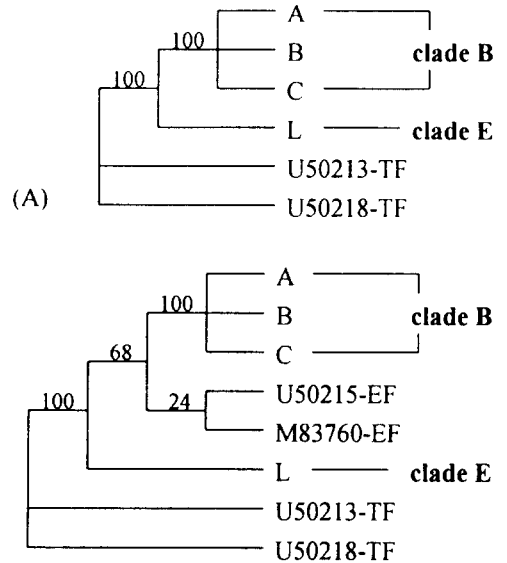 A
100
B
clade B
100
C
L
clade E
U50213-TF
(A)
U50218-TF
A
100
B
clade B
C
68
U50215-EF
24
100
M83760-EF
L
clade E
U50213-TF
U50218-TF